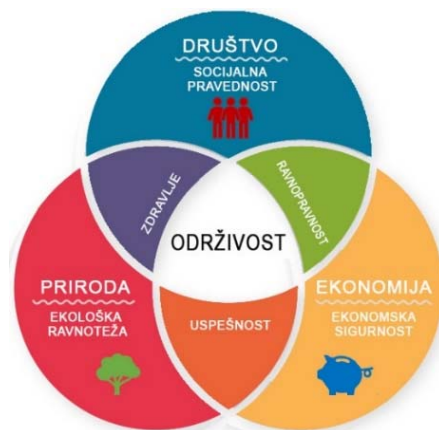 DRUŠTVO
SOCIJALNA
PRAVEDNOST
ZDRAVLJE
RAVNOPRAVNOST
ODRŽIVOST
PRIRODA
EKOLOŠKA
RAVNOTEŽA
USPEŠNOST
EKONOMIJA
EKONOMSKA
SIGURNOST